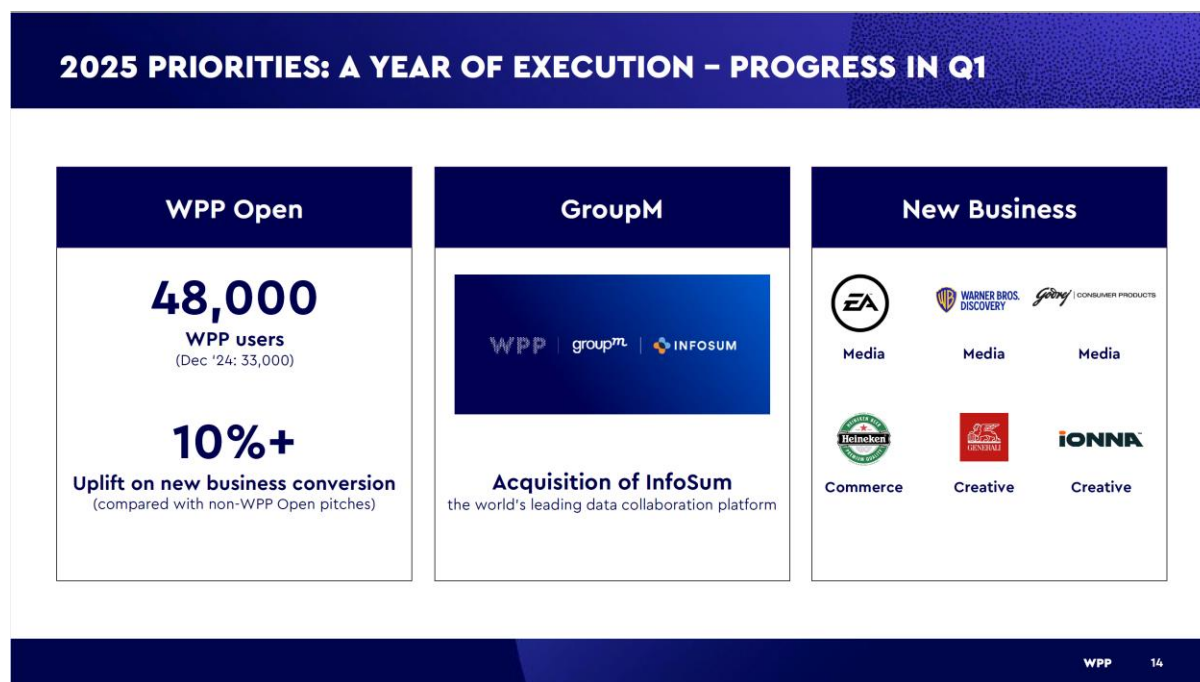 2025 PRIORITIES: A YEAR OF EXECUTION – PROGRESS IN Q1
WPP Open
48,000
WPP users
(Dec ‘24: 33,000)
10%+
Uplift on new business conversion
(compared with non-WPP Open pitches)
GroupM
WPP | groupm | INFOSUM
Acquisition of InfoSum
the world’s leading data collaboration platform
New Business
EA
WB WARNER BROS.
DISCOVERY
Godrej | CONSUMER PRODUCTS
Media
Media
Media
Heineken
GENERALI
iONNA
Commerce
Creative
Creative
WPP 14